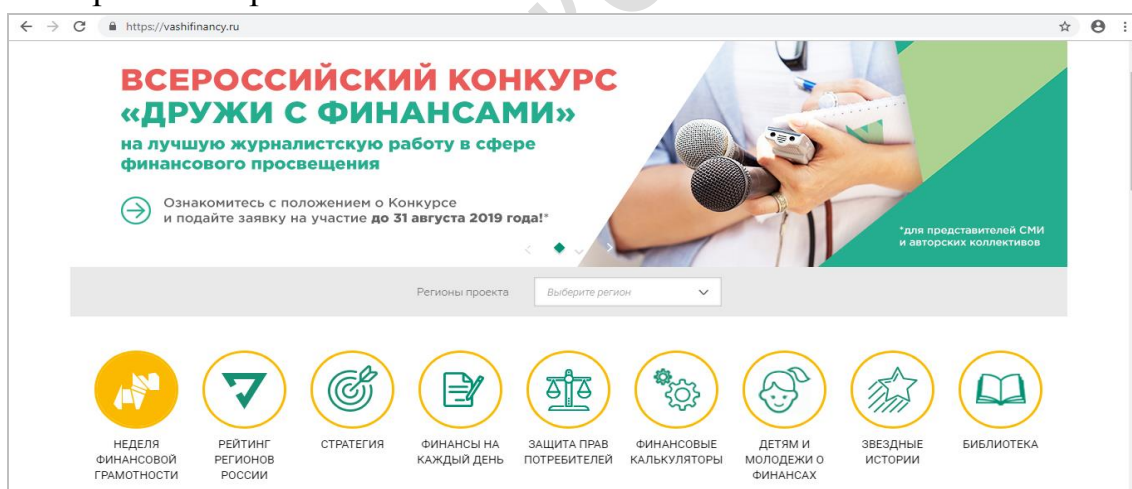 https://vashifinancy.ru
ВСЕРОССИЙСКИЙ КОНКУРС
«ДРУЖИ С ФИНАНСАМИ»
на лучшую журналистскую работу в сфере
финансового просвещения
Ознакомитесь с положением о Конкурсе
и подайте заявку на участие до 31 августа 2019 года!*
*для представителей СМИ
и авторских коллективов
Регионы проекта Выберите регион
НЕДЕЛЯ
ФИНАНСОВОЙ
ГРАМОТНОСТИ
РЕЙТИНГ
РЕГИОНОВ
РОССИИ
СТРАТЕГИЯ
ФИНАНСЫ НА
КАЖДЫЙ ДЕНЬ
ЗАЩИТА ПРАВ
ПОТРЕБИТЕЛЕЙ
ФИНАНСОВЫЕ
КАЛЬКУЛЯТОРЫ
ДЕТЯМ И
МОЛОДЕЖИ О
ФИНАНСАХ
ЗВЕЗДНЫЕ
ИСТОРИИ
БИБЛИОТЕКА